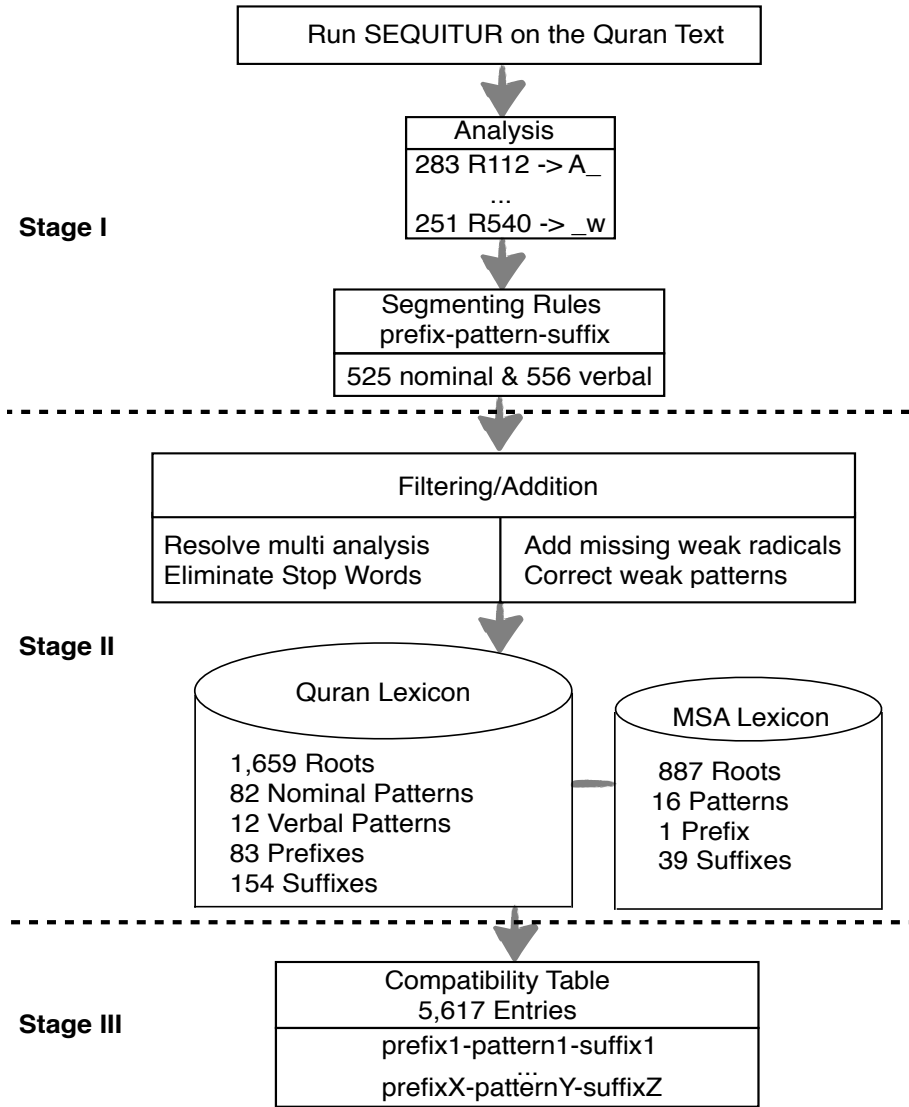 Run SEQUITUR on the Quran Text
Analysis
283 R112 -> A_
...
251 R540 -> _w
Stage I
Segmenting Rules
prefix-pattern-suffix
525 nominal & 556 verbal
Filtering/Addition
Resolve multi analysis
Eliminate Stop Words
Add missing weak radicals
Correct weak patterns
Stage II
Quran Lexicon
1,659 Roots
82 Nominal Patterns
12 Verbal Patterns
83 Prefixes
154 Suffixes
MSA Lexicon
887 Roots
16 Patterns
1 Prefix
39 Suffixes
Stage III
Compatibility Table
5,617 Entries
prefix1-pattern1-suffix1
...
prefixX-patternY-suffixZ